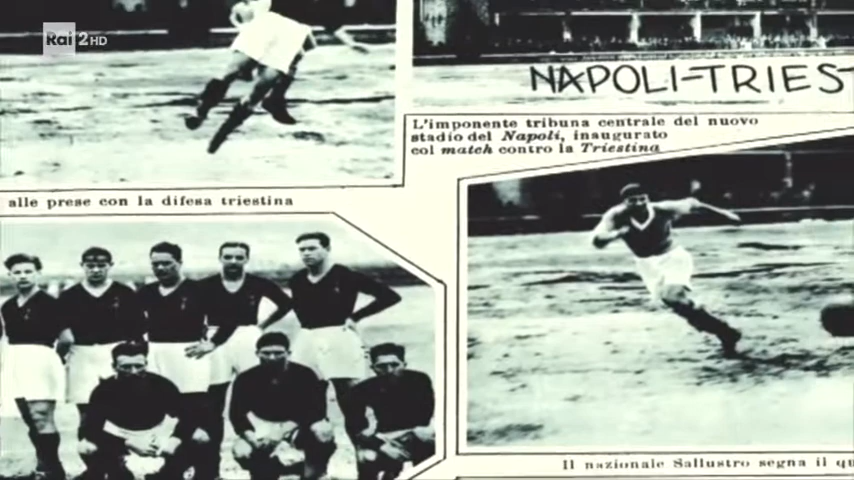 Rai 2HD
NAPOLI-TRIEST
L'imponente tribuna centrale del nuovo
stadio del Napoli, inaugurato
col match contro la Triestina
alle prese con la difesa triestina
Il nazionale Sallustro segna il qu